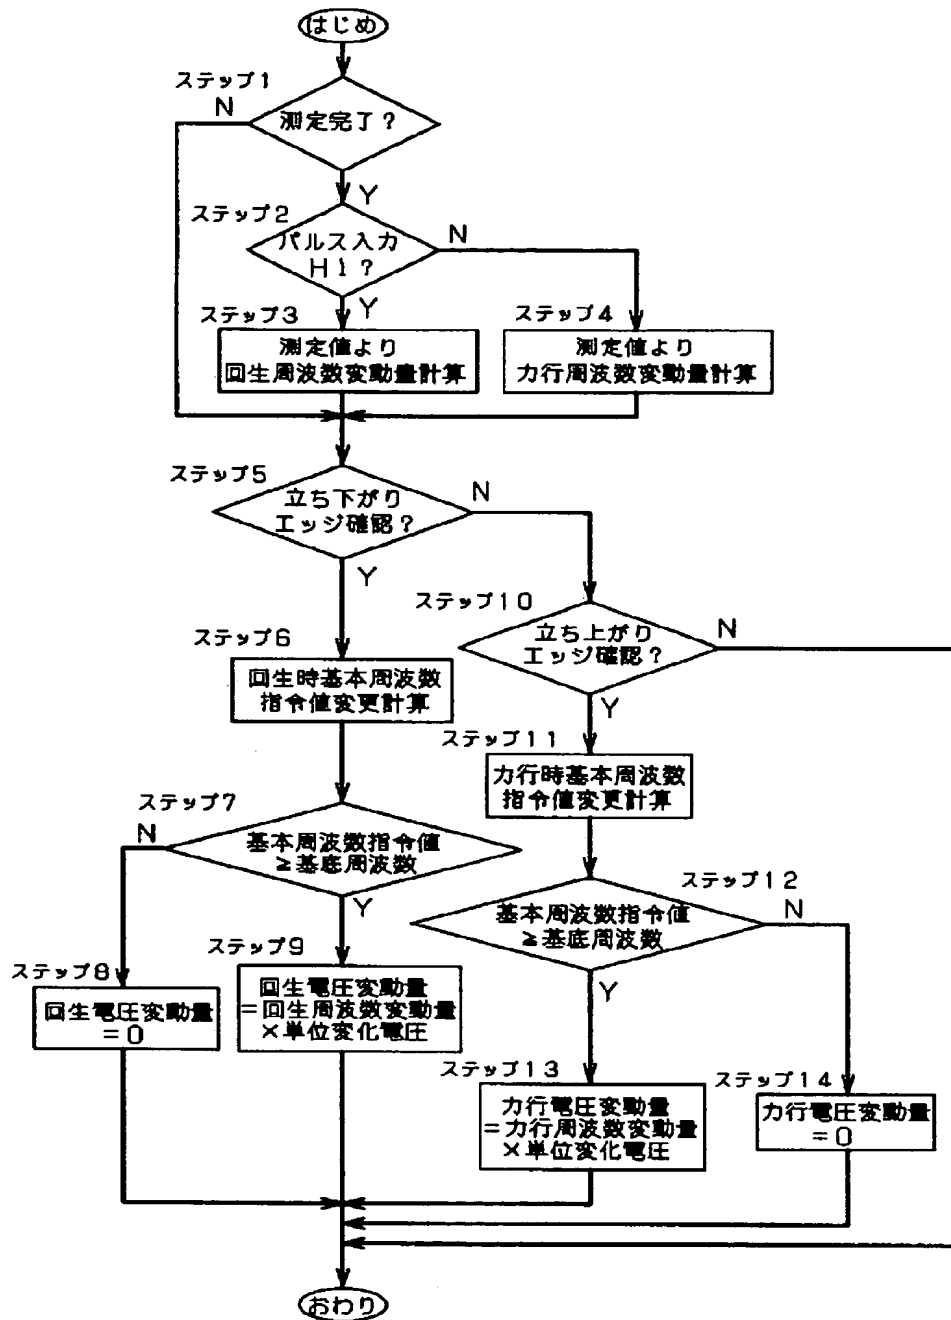 はじめ
ステップ1
N
測定完了?
Y
ステップ2
パルス入力
HI?
N
Y
ステップ3
測定値より
回生周波数変動量計算
ステップ4
測定値より
力行周波数変動量計算
ステップ5
立ち下がり
エッジ確認?
N
Y
ステップ10
立ち上がり
エッジ確認?
N
Y
ステップ6
回生時基本周波数
指令値変更計算
ステップ11
力行時基本周波数
指令値変更計算
ステップ7
N
基本周波数指令値
≧基底周波数
Y
ステップ12
基本周波数指令値
≧基底周波数
N
Y
ステップ8
回生電圧変動量
=0
ステップ9
回生電圧変動量
=回生周波数変動量
×単位変化電圧
ステップ13
力行電圧変動量
=力行周波数変動量
×単位変化電圧
ステップ14
力行電圧変動量
=0
おわり